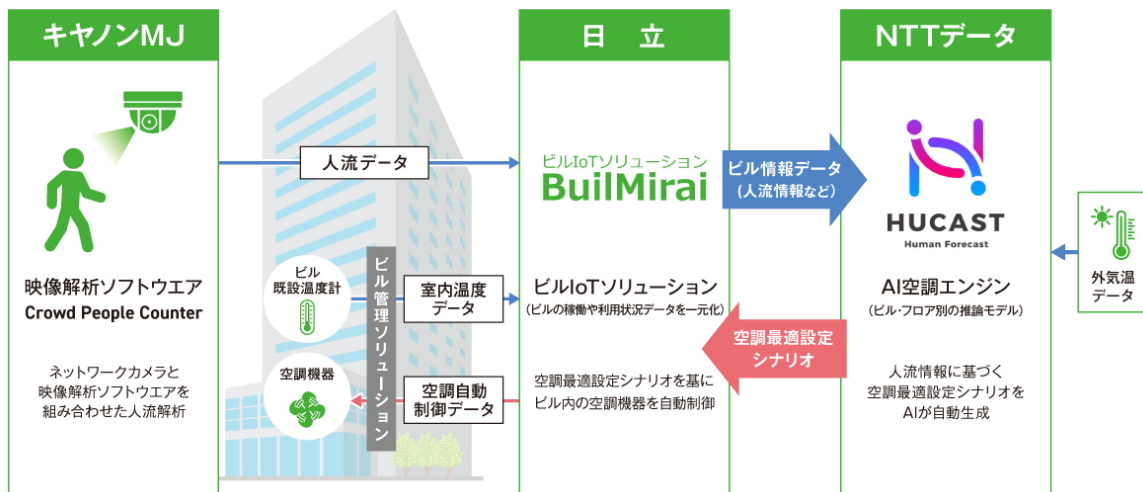 キヤノンMJ
映像解析ソフトウエア
Crowd People Counter
ネットワークカメラと
映像解析ソフトウエアを
組み合わせた人流解析
人流データ
ビル
既設温度計
空調機器
ビル管理ソリューション
室内温度
データ
空調自動
制御データ
日 立
ビルIoTソリューション
BuilMirai
ビルIoTソリューション
(ビルの稼働や利用状況データを一元化)
空調最適設定シナリオを基に
ビル内の空調機器を自動制御
ビル情報データ
(人流情報など)
空調最適設定
シナリオ
NTTデータ
HUCAST
Human Forecast
AI空調エンジン
(ビル・フロア別の推論モデル)
人流情報に基づく
空調最適設定シナリオを
AIが自動生成
外気温
データ